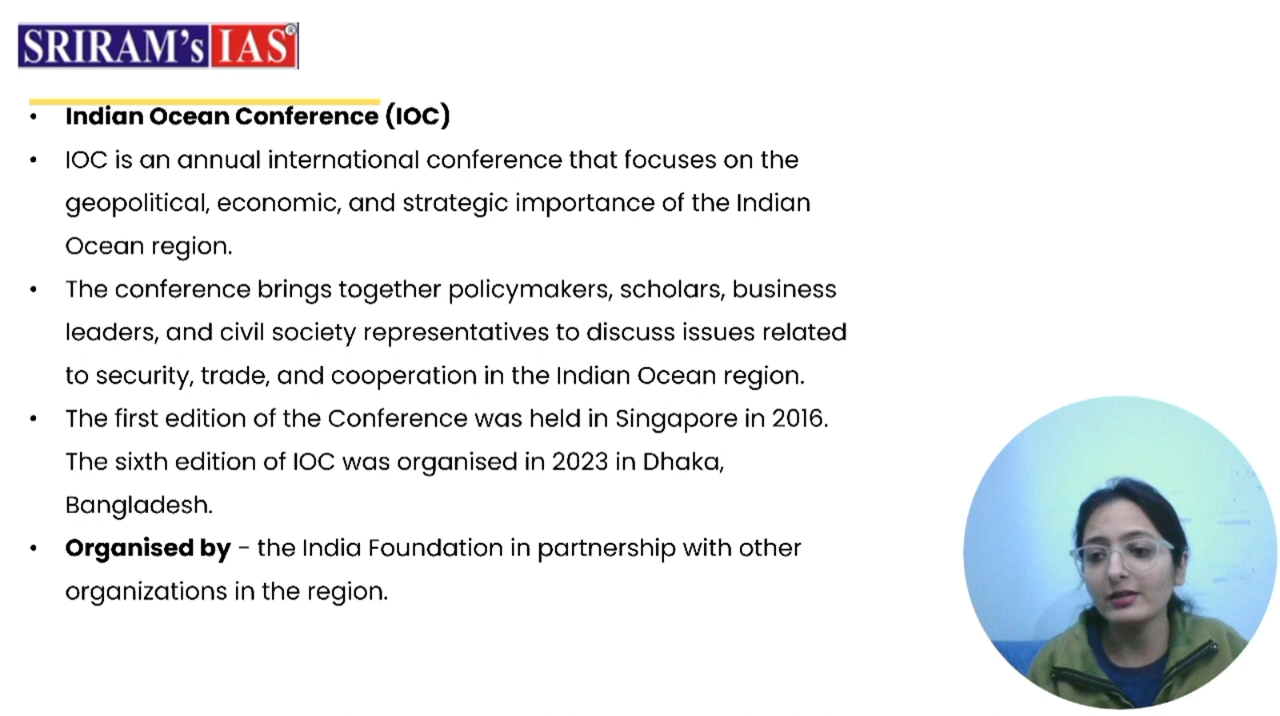 SRIRAM's IAS®
• Indian Ocean Conference (IOC)
• IOC is an annual international conference that focuses on the
geopolitical, economic, and strategic importance of the Indian
Ocean region.
• The conference brings together policymakers, scholars, business
leaders, and civil society representatives to discuss issues related
to security, trade, and cooperation in the Indian Ocean region.
• The first edition of the Conference was held in Singapore in 2016.
The sixth edition of IOC was organised in 2023 in Dhaka,
Bangladesh.
• Organised by - the India Foundation in partnership with other
organizations in the region.